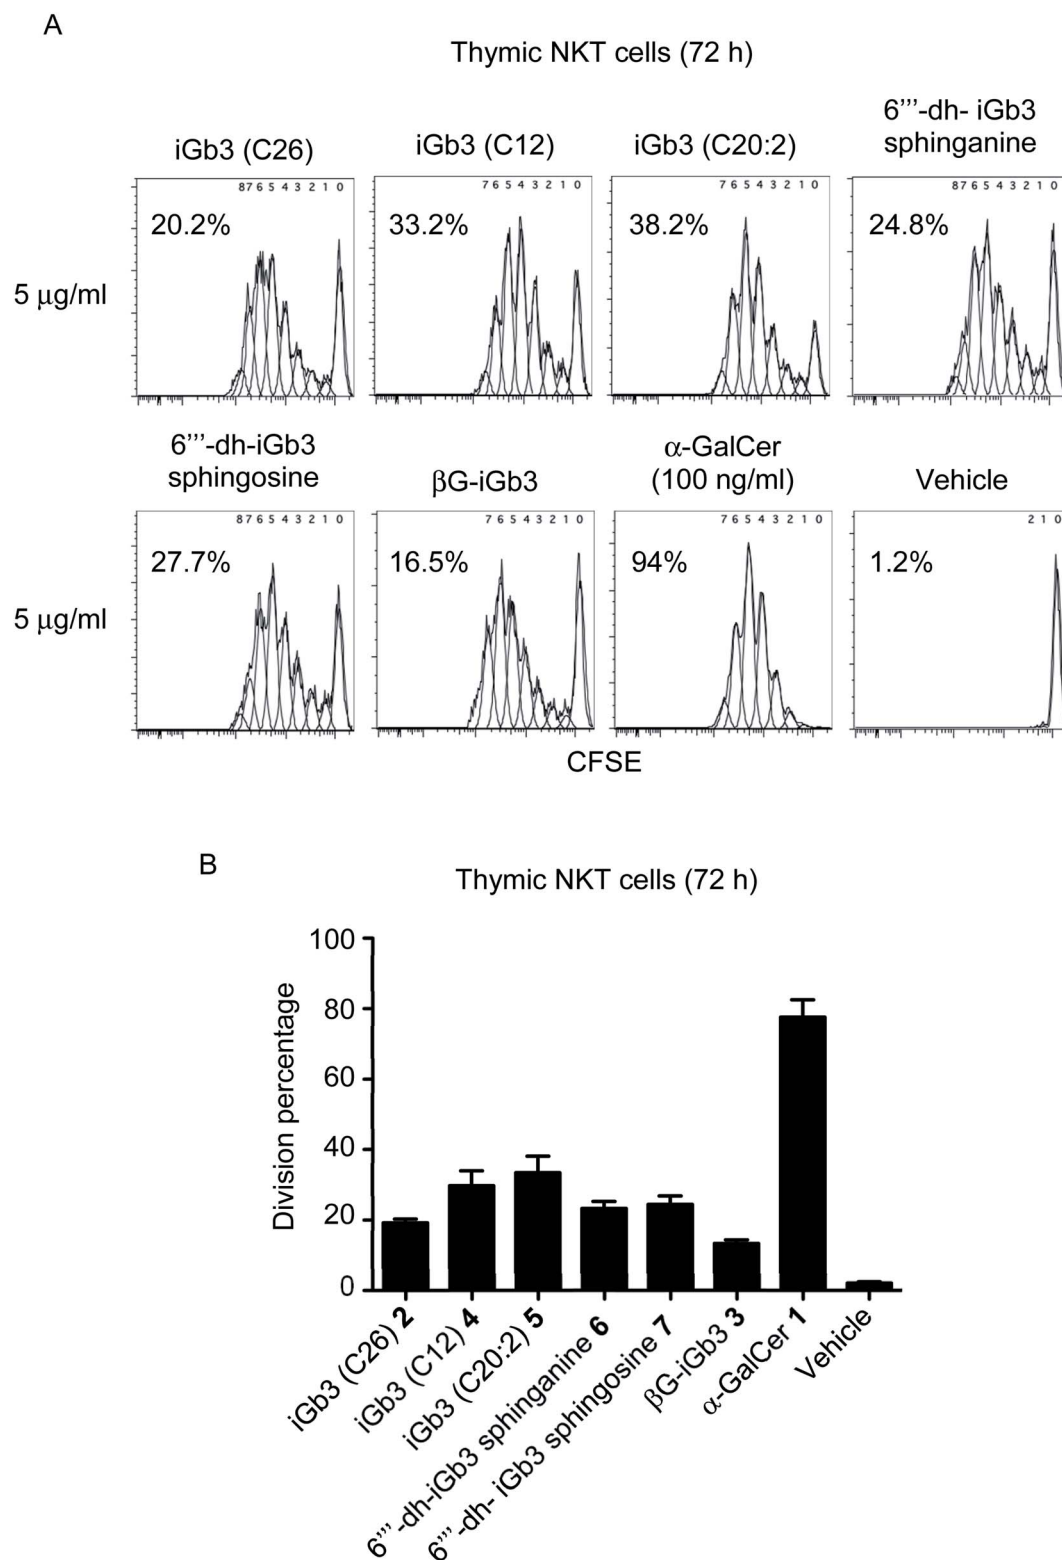 A
Thymic NKT cells (72 h)
iGb3 (C26)
iGb3 (C12)
iGb3 (C20:2)
6’’’-dh- iGb3
sphinganine
5 μg/ml
8 7 6 5 4 3 2 1 0
20.2%
7 6 5 4 3 2 1 0
33.2%
7 6 5 4 3 2 1 0
38.2%
8 7 6 5 4 3 2 1 0
24.8%
6’’’-dh-iGb3
sphingosine
βG-iGb3
α-GalCer
(100 ng/ml)
Vehicle
5 μg/ml
8 7 6 5 4 3 2 1 0
27.7%
7 6 5 4 3 2 1 0
16.5%
7 6 5 4 3 2 1 0
94%
2 1 0
1.2%
CFSE
B
Thymic NKT cells (72 h)
Division percentage
100
80
60
40
20
0
iGb3 (C26) 2
iGb3 (C12) 4
iGb3 (C20:2) 5
6’’’-dh-iGb3 sphinganine 6
6’’’-dh- iGb3 sphingosine 7
βG-iGb3 3
α-GalCer 1
Vehicle